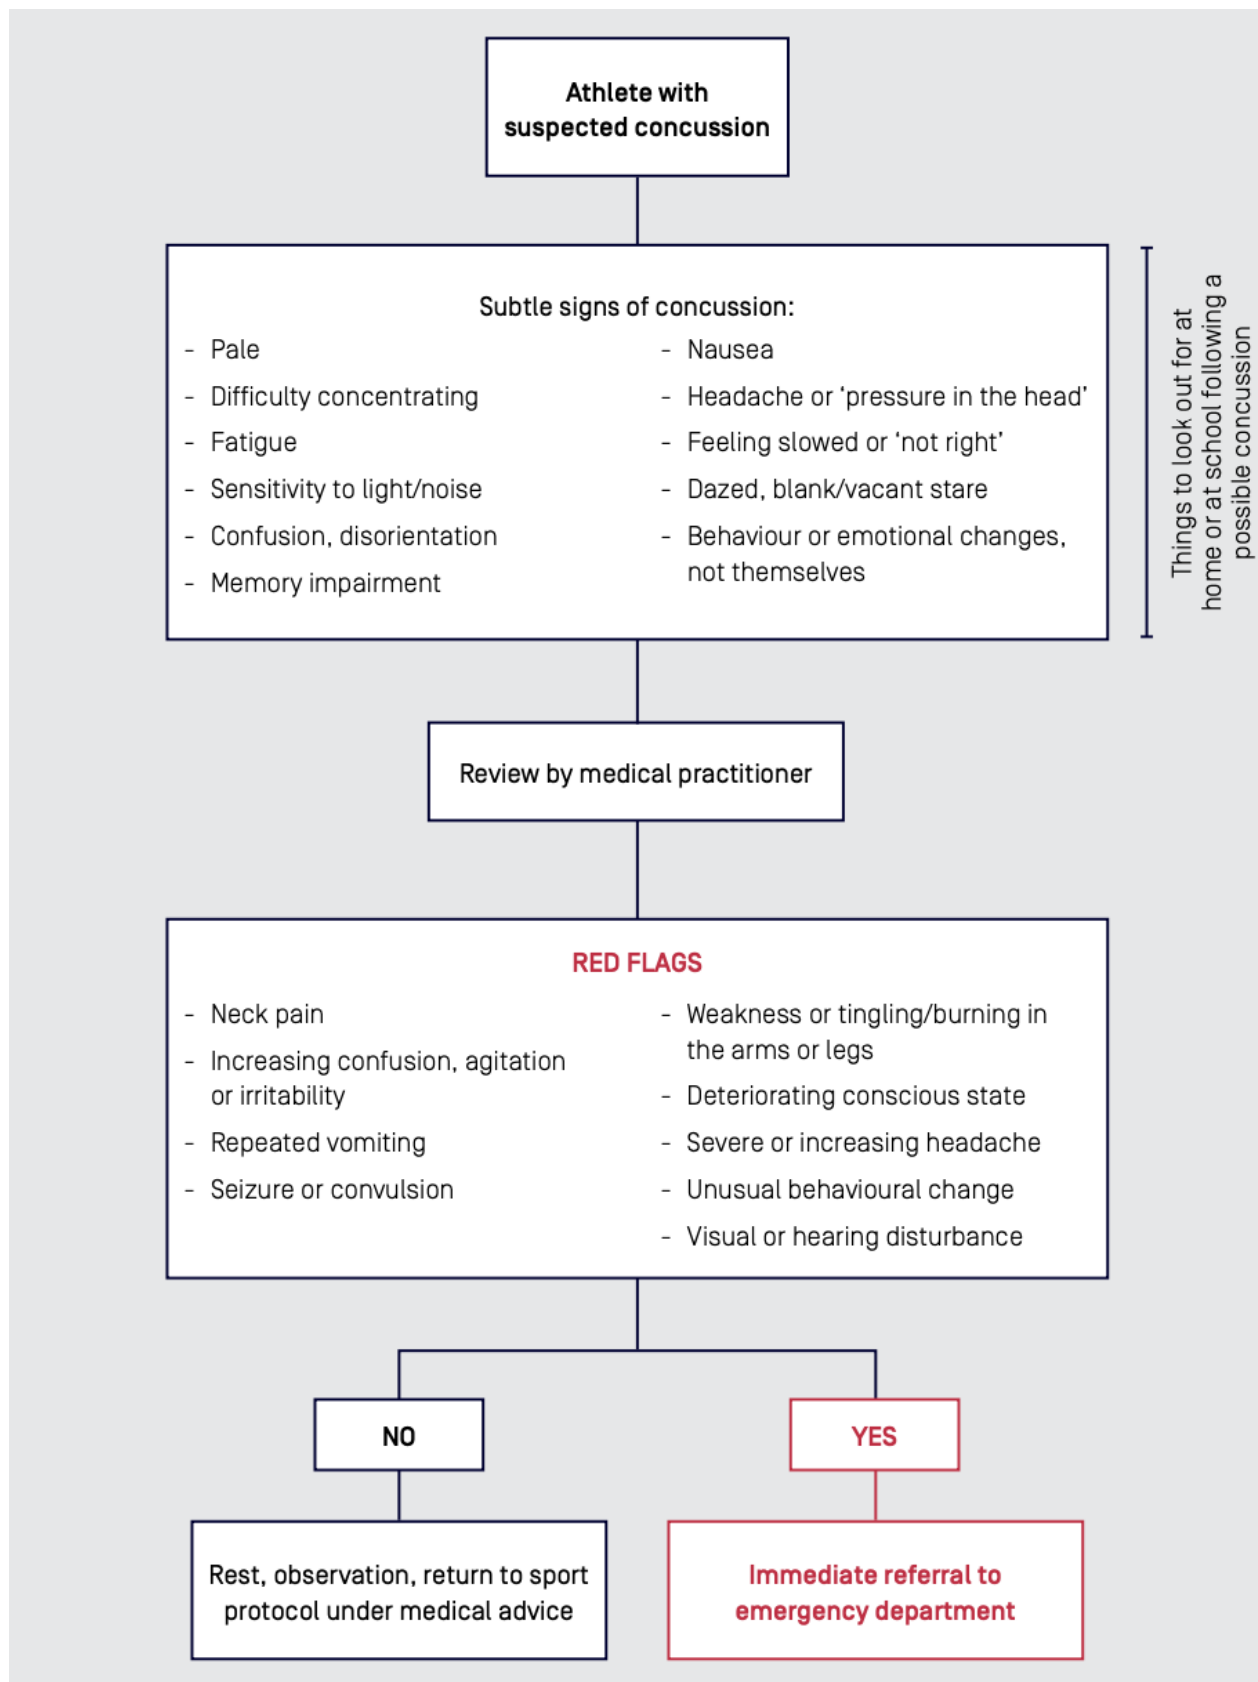 Athlete with
suspected concussion
Subtle signs of concussion:
- Pale
- Difficulty concentrating
- Fatigue
- Sensitivity to light/noise
- Confusion, disorientation
- Memory impairment
- Nausea
- Headache or ‘pressure in the head’
- Feeling slowed or ‘not right’
- Dazed, blank/vacant stare
- Behaviour or emotional changes,
not themselves
Things to look out for at
home or at school following a
possible concussion
Review by medical practitioner
RED FLAGS
- Neck pain
- Increasing confusion, agitation
or irritability
- Repeated vomiting
- Seizure or convulsion
- Weakness or tingling/burning in
the arms or legs
- Deteriorating conscious state
- Severe or increasing headache
- Unusual behavioural change
- Visual or hearing disturbance
NO
YES
Rest, observation, return to sport
protocol under medical advice
Immediate referral to
emergency department